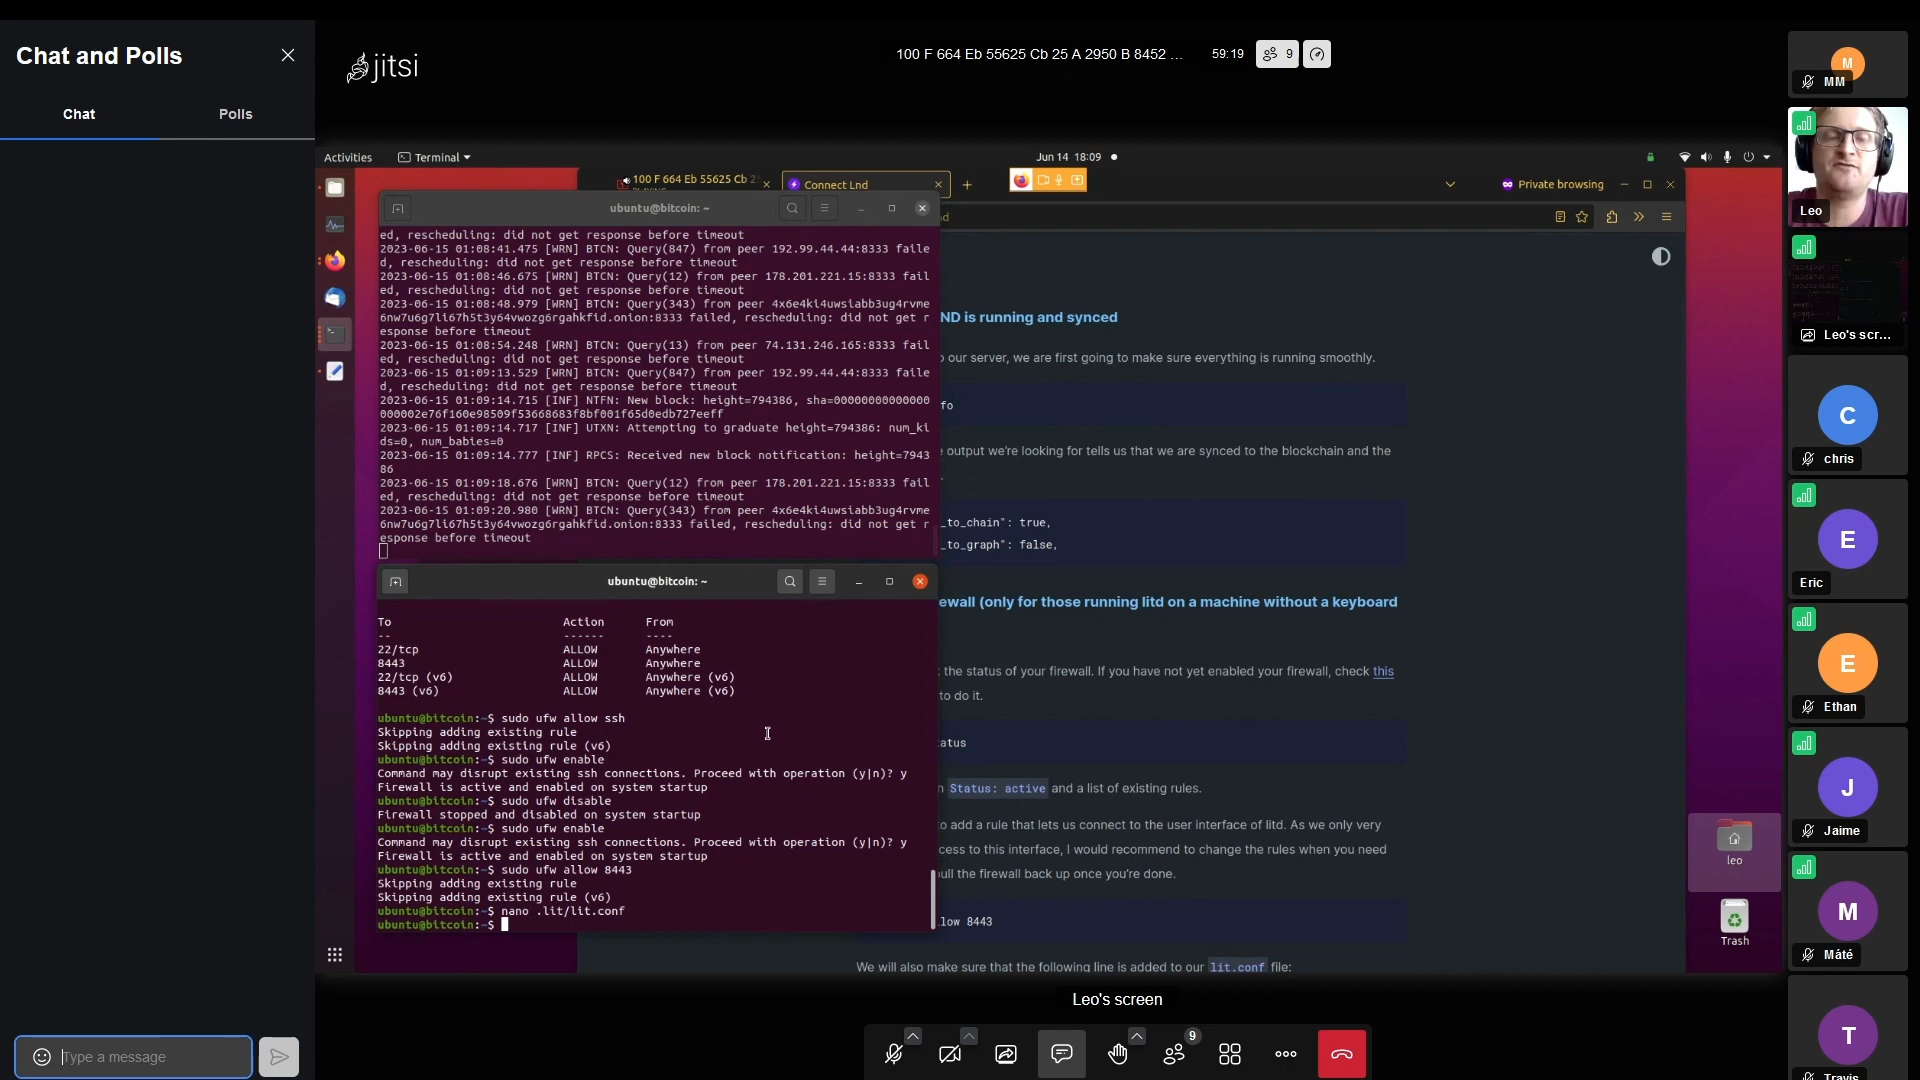 Chat and Polls
Chat
Polls
Type a message
jitsi
100 F 664 Eb 55625 Cb 25 A 2950 B 8452 ...
59:19
9
Activities
Terminal
Jun 14 18:09
100 F 664 Eb 55625 Cb 2
Connect Lnd
Private browsing
ubuntu@bitcoin: ~
ed, rescheduling: did not get response before timeout
2023-06-15 01:08:41.475 [WRN] BTCN: Query(847) from peer 192.99.44.44:8333 faile
d, rescheduling: did not get response before timeout
2023-06-15 01:08:46.675 [WRN] BTCN: Query(12) from peer 178.201.221.15:8333 fail
ed, rescheduling: did not get response before timeout
2023-06-15 01:08:48.979 [WRN] BTCN: Query(343) from peer 4x6e4ki4uwsiabb3ug4rvme
6nw7u6g7li67h5t3y64vwozg6rgahkfid.onion:8333 failed, rescheduling: did not get r
esponse before timeout
2023-06-15 01:08:54.248 [WRN] BTCN: Query(13) from peer 74.131.246.165:8333 fail
ed, rescheduling: did not get response before timeout
2023-06-15 01:09:13.529 [WRN] BTCN: Query(847) from peer 192.99.44.44:8333 faile
d, rescheduling: did not get response before timeout
2023-06-15 01:09:14.715 [INF] NTFN: New block: height=794386, sha=00000000000000
000002e76f160e98509f53668683f8bf001f65d0edb727eeff
2023-06-15 01:09:14.717 [INF] UTXN: Attempting to graduate height=794386: num_ki
ds=0, num_babies=0
2023-06-15 01:09:14.777 [INF] RPCS: Received new block notification: height=7943
86
2023-06-15 01:09:18.676 [WRN] BTCN: Query(12) from peer 178.201.221.15:8333 fail
ed, rescheduling: did not get response before timeout
2023-06-15 01:09:20.980 [WRN] BTCN: Query(343) from peer 4x6e4ki4uwsiabb3ug4rvme
6nw7u6g7li67h5t3y64vwozg6rgahkfid.onion:8333 failed, rescheduling: did not get r
esponse before timeout
ubuntu@bitcoin: ~
To Action From
-- ------ ----
22/tcp ALLOW Anywhere
8443 ALLOW Anywhere
22/tcp (v6) ALLOW Anywhere (v6)
8443 (v6) ALLOW Anywhere (v6)
ubuntu@bitcoin:~$ sudo ufw allow ssh
Skipping adding existing rule
Skipping adding existing rule (v6)
ubuntu@bitcoin:~$ sudo ufw enable
Command may disrupt existing ssh connections. Proceed with operation (y|n)? y
Firewall is active and enabled on system startup
ubuntu@bitcoin:~$ sudo ufw disable
Firewall stopped and disabled on system startup
ubuntu@bitcoin:~$ sudo ufw enable
Command may disrupt existing ssh connections. Proceed with operation (y|n)? y
Firewall is active and enabled on system startup
ubuntu@bitcoin:~$ sudo ufw allow 8443
Skipping adding existing rule
Skipping adding existing rule (v6)
ubuntu@bitcoin:~$ nano .lit/lit.conf
ubuntu@bitcoin:~$
nd
ND is running and synced
o our server, we are first going to make sure everything is running smoothly.
fo
e output we're looking for tells us that we are synced to the blockchain and the
.
_to_chain": true,
_to_graph": false,
ewall (only for those running litd on a machine without a keyboard
k the status of your firewall. If you have not yet enabled your firewall, check this
to do it.
atus
n Status: active and a list of existing rules.
o add a rule that lets us connect to the user interface of litd. As we only very
cess to this interface, I would recommend to change the rules when you need
pull the firewall back up once you're done.
low 8443
We will also make sure that the following line is added to our lit.conf file:
leo
Trash
Leo's screen
9
M
MM
Leo
Leo's scr...
C
chris
E
Eric
E
Ethan
J
Jaime
M
Máté
T
Travis